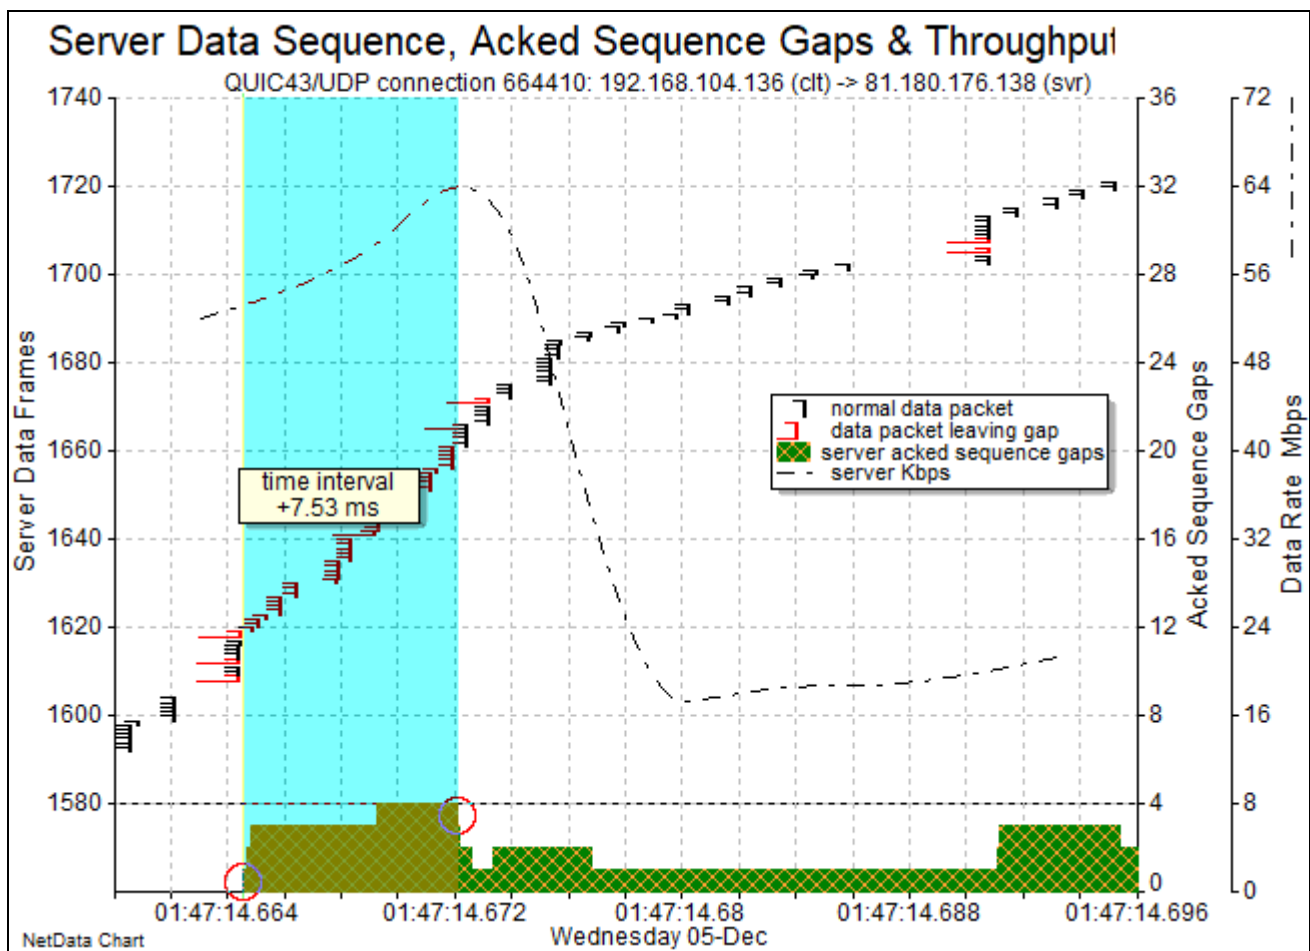 Server Data Sequence, Acked Sequence Gaps & Throughput
QUIC43/UDP connection 664410: 192.168.104.136 (clt) -> 81.180.176.138 (svr)
Server Data Frames
1740
1720
1700
1680
1660
1640
1620
1600
1580
time interval
+7.53 ms
normal data packet
data packet leaving gap
server acked sequence gaps
server Kbps
36
32
28
24
20
16
12
8
4
0
Acked Sequence Gaps
72
64
56
48
40
32
24
16
8
0
Data Rate Mbps
01:47:14.664 01:47:14.672 01:47:14.68 01:47:14.688 01:47:14.696
Wednesday 05-Dec
NetData Chart